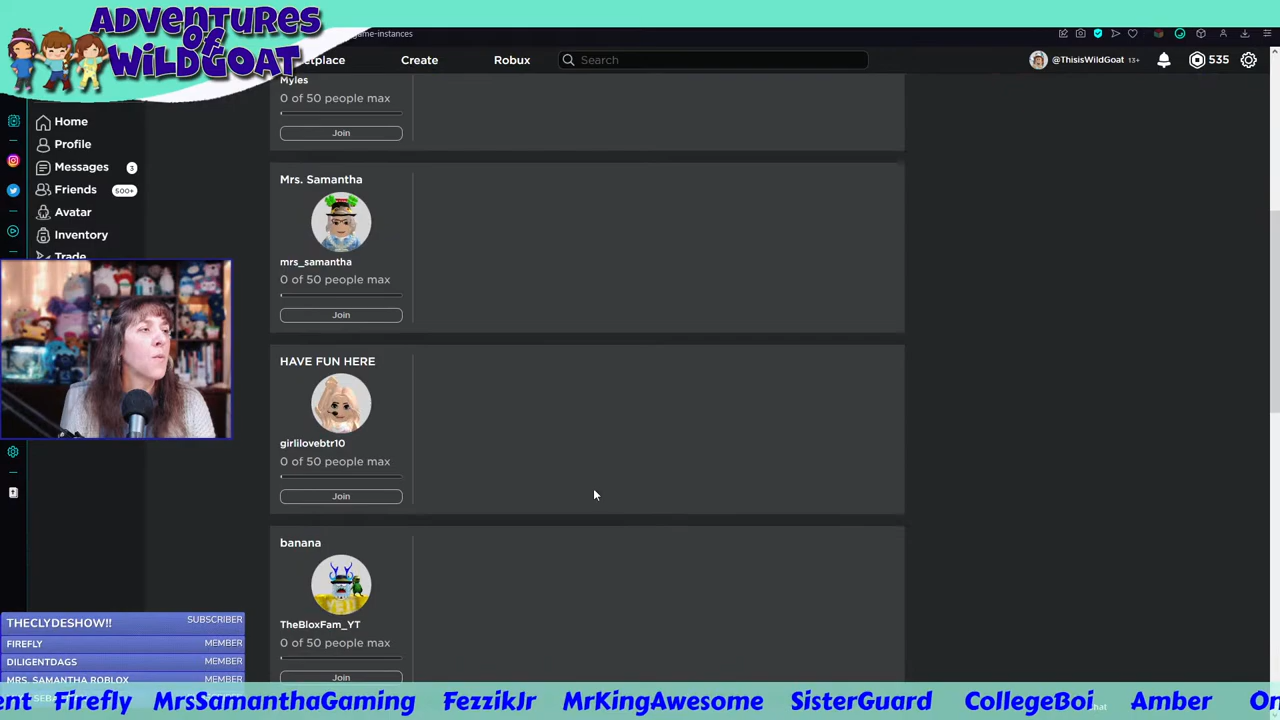 ADVENTURES
OF
WILDGOAT
game-instances
Create
Robux
Search
@ThisisWildGoat 13+
535
Home
Profile
Messages
3
Friends
500+
Avatar
Inventory
Trade
Myles
0 of 50 people max
Join
Mrs. Samantha
mrs_samantha
0 of 50 people max
Join
HAVE FUN HERE
girlilovebtr10
0 of 50 people max
Join
banana
TheBloxFam_YT
0 of 50 people max
Join
THECLYDESHOW!! SUBSCRIBER
FIREFLY MEMBER
DILIGENTDAGS MEMBER
MRS. SAMANTHA ROBLOX MEMBER
Firefly MrsSamanthaGaming FezzikJr MrKingAwesome SisterGuard CollegeBoi Amber